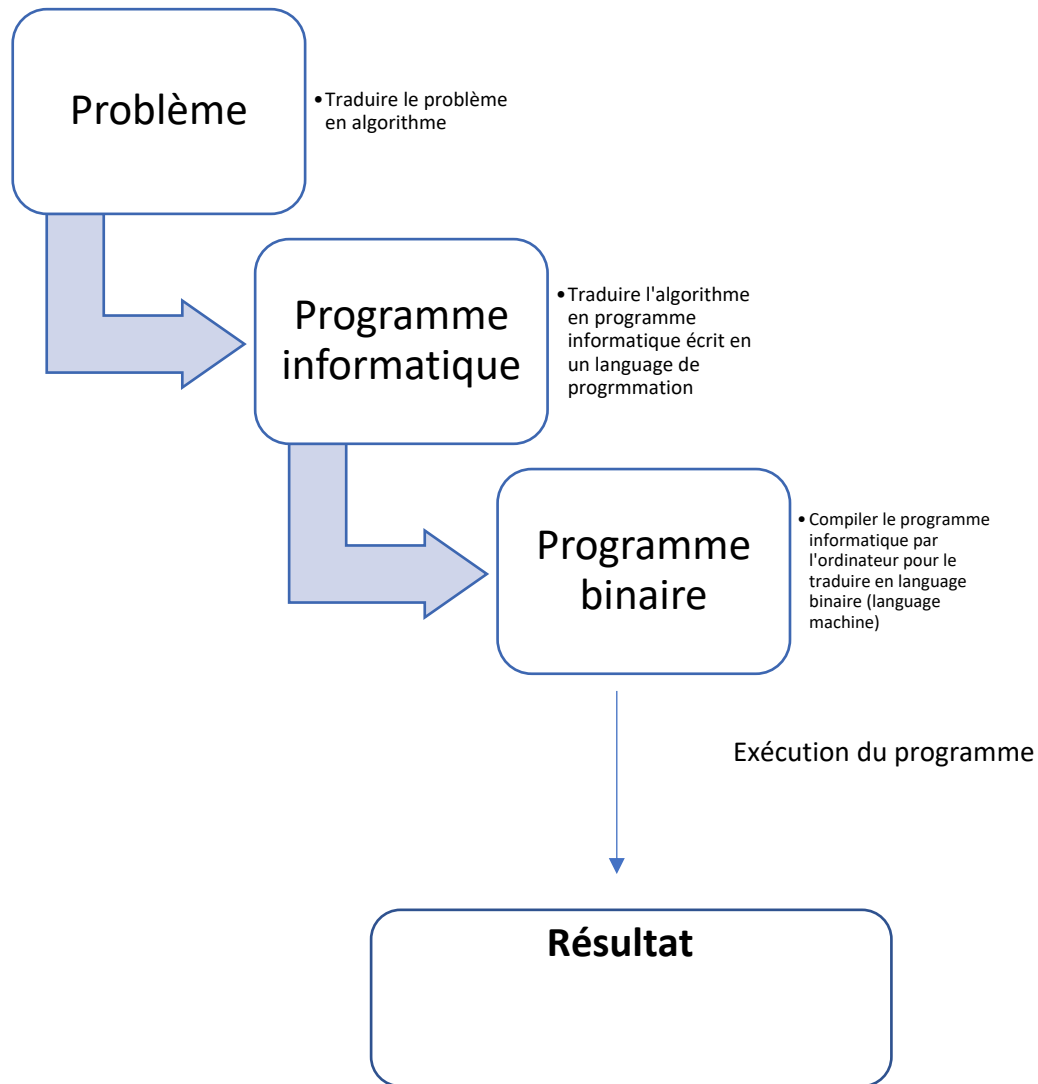 Problème
•Traduire le problème
en algorithme
Programme
informatique
•Traduire l'algorithme
en programme
informatique écrit en
un language de
progrmmation
Programme
binaire
• Compiler le programme
informatique par
l'ordinateur pour le
traduire en language
binaire (language
machine)
Exécution du programme
Résultat